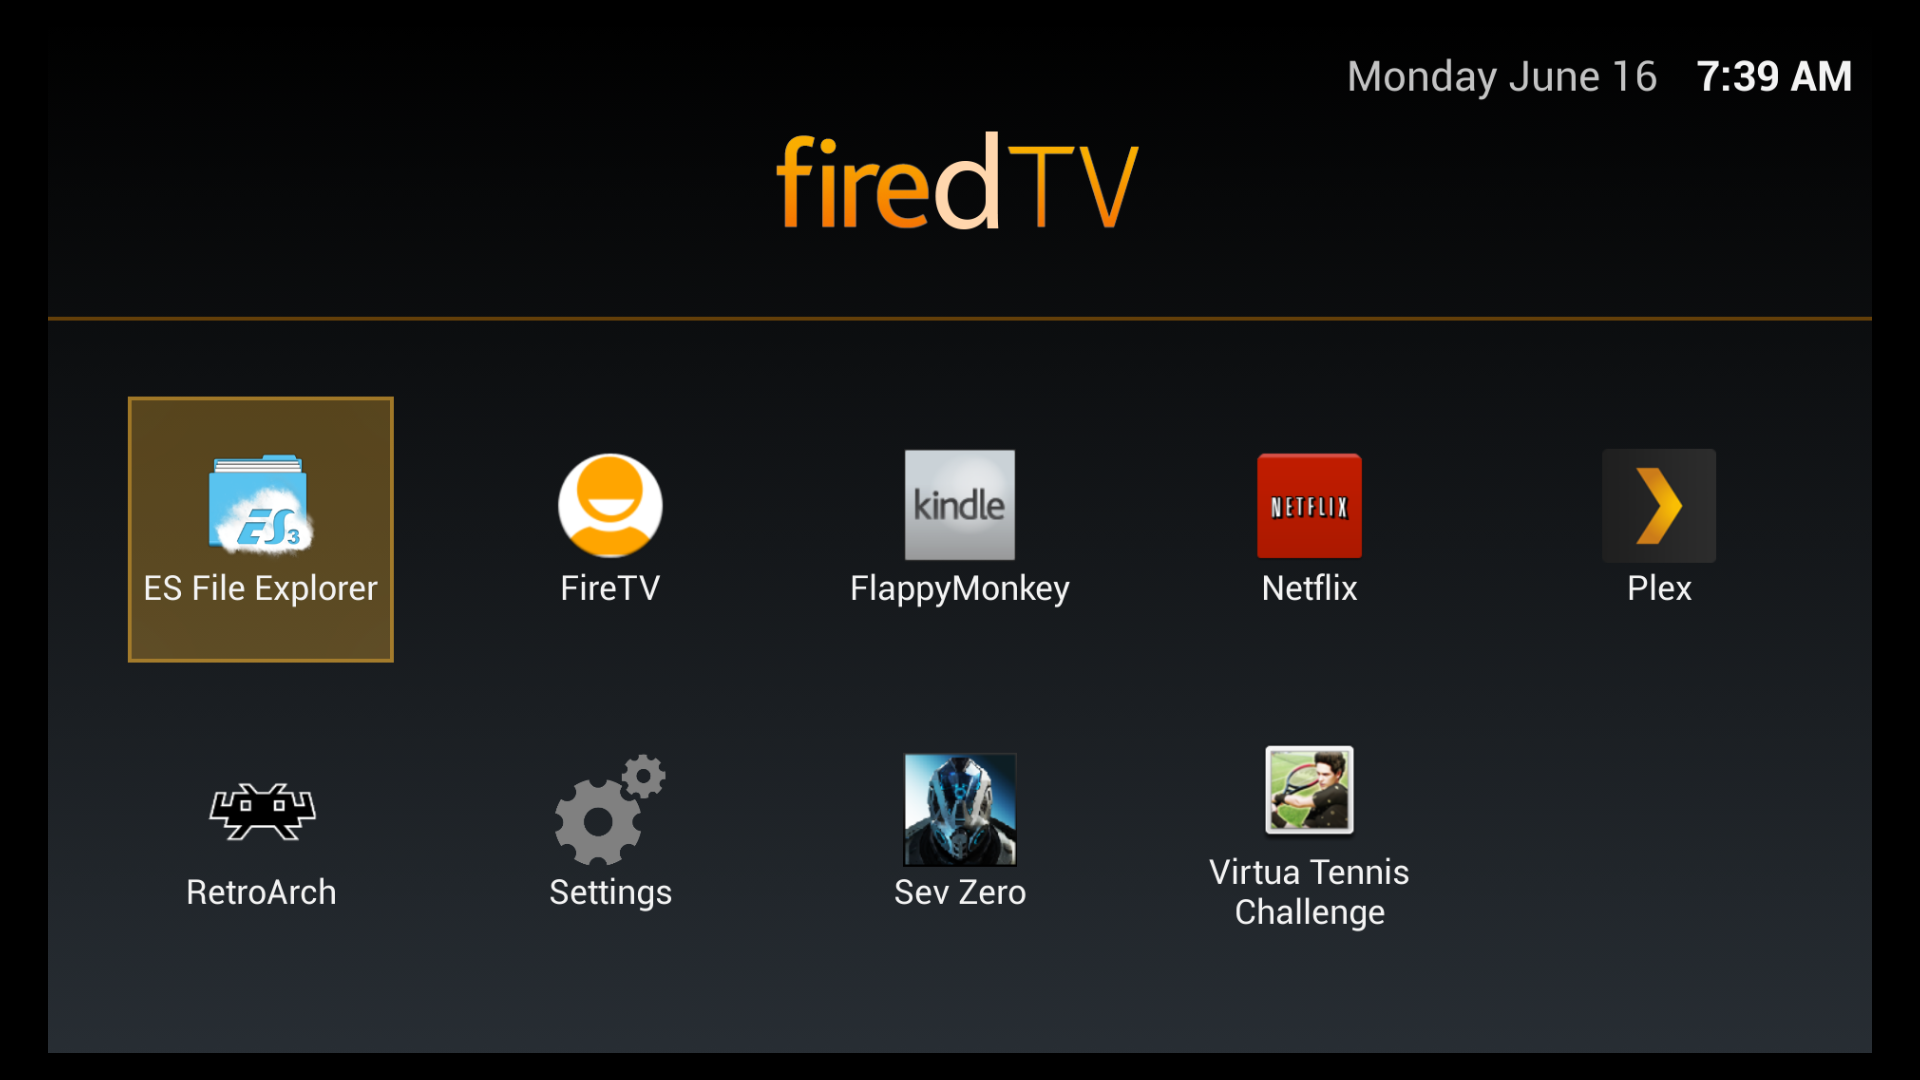 Monday June 16 7:39 AM
firedTV
ES3
kindle
NETFLIX
ES File Explorer
FireTV
FlappyMonkey
Netflix
Plex
RetroArch
Settings
Sev Zero
Virtua Tennis
Challenge